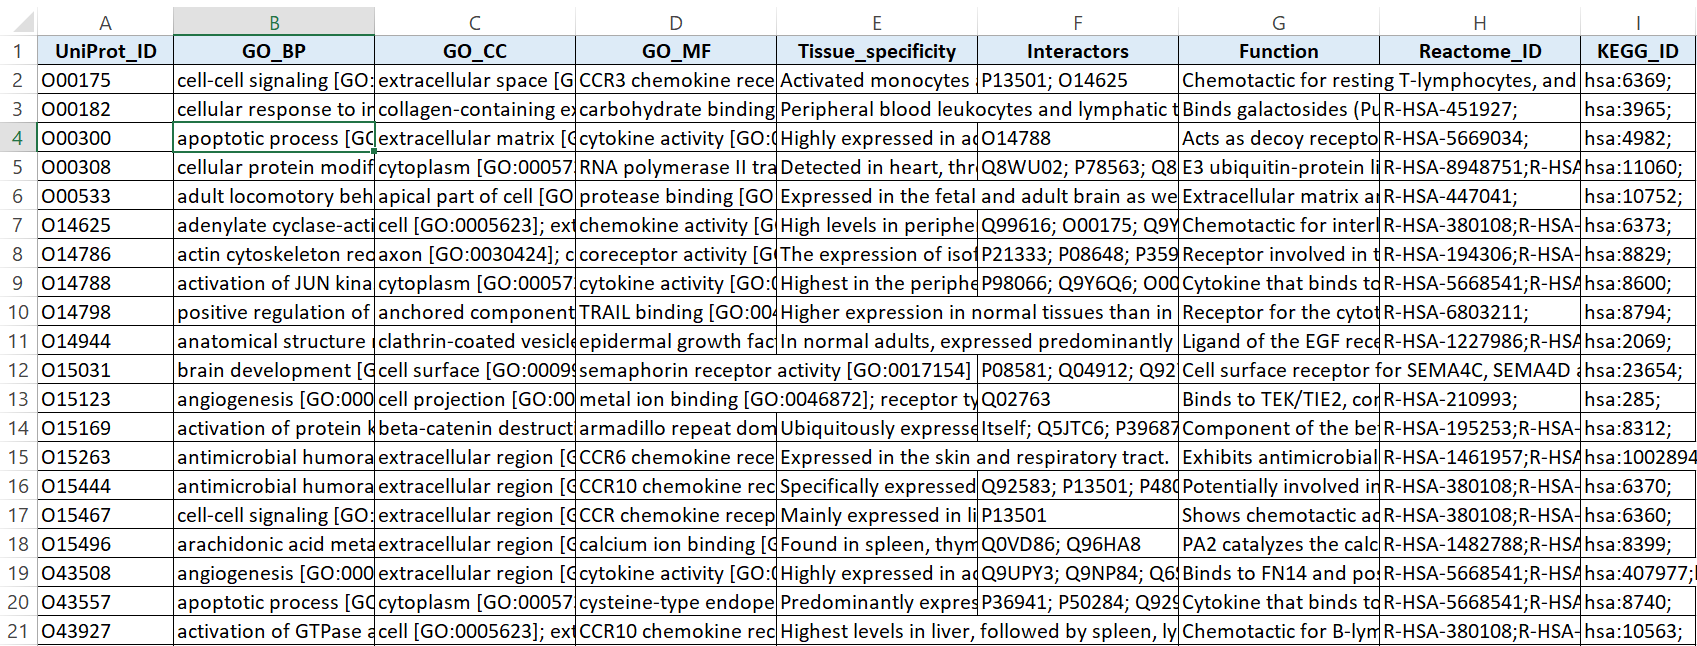 A B C D E F G H I
1 UniProt_ID GO_BP GO_CC GO_MF Tissue_specificity Interactors Function Reactome_ID KEGG_ID
2 O00175 cell-cell signaling [GO: extracellular space [G CCR3 chemokine rece Activated monocytes P13501; O14625 Chemotactic for resting T-lymphocytes, and hsa:6369;
3 O00182 cellular response to in collagen-containing ex carbohydrate binding Peripheral blood leukocytes and lymphatic t Binds galactosides (Pu R-HSA-451927; hsa:3965;
4 O00300 apoptotic process [GO extracellular matrix [G cytokine activity [GO:0 Highly expressed in ad O14788 Acts as decoy recepto R-HSA-5669034; hsa:4982;
5 O00308 cellular protein modif cytoplasm [GO:00057 RNA polymerase II tra Detected in heart, thr Q8WU02; P78563; Q8 E3 ubiquitin-protein li R-HSA-8948751;R-HSA hsa:11060;
6 O00533 adult locomotory beh apical part of cell [GO protease binding [GO Expressed in the fetal and adult brain as we Extracellular matrix a R-HSA-447041; hsa:10752;
7 O14625 adenylate cyclase-acti cell [GO:0005623]; ext chemokine activity [G High levels in periphe Q99616; O00175; Q9Y Chemotactic for interl R-HSA-380108;R-HSA- hsa:6373;
8 O14786 actin cytoskeleton reo axon [GO:0030424]; c coreceptor activity [G The expression of isof P21333; P08648; P359 Receptor involved in t R-HSA-194306;R-HSA- hsa:8829;
9 O14788 activation of JUN kina cytoplasm [GO:00057 cytokine activity [GO:0 Highest in the periphe P98066; Q9Y6Q6; O00 Cytokine that binds to R-HSA-5668541;R-HSA hsa:8600;
10 O14798 positive regulation of anchored component TRAIL binding [GO:004 Higher expression in normal tissues than in Receptor for the cytot R-HSA-6803211; hsa:8794;
11 O14944 anatomical structure clathrin-coated vesicle epidermal growth fac In normal adults, expressed predominantly Ligand of the EGF rece R-HSA-1227986;R-HSA hsa:2069;
12 O15031 brain development [G cell surface [GO:0009 semaphorin receptor activity [GO:0017154] P08581; Q04912; Q92 Cell surface receptor for SEMA4C, SEMA4D a hsa:23654;
13 O15123 angiogenesis [GO:000 cell projection [GO:00 metal ion binding [GO:0046872]; receptor ty Q02763 Binds to TEK/TIE2, con R-HSA-210993; hsa:285;
14 O15169 activation of protein k beta-catenin destruct armadillo repeat dom Ubiquitously expresse Itself; Q5JTC6; P39687 Component of the be R-HSA-195253;R-HSA- hsa:8312;
15 O15263 antimicrobial humora extracellular region [G CCR6 chemokine rece Expressed in the skin and respiratory tract. Exhibits antimicrobial R-HSA-1461957;R-HSA hsa:1002894
16 O15444 antimicrobial humora extracellular region [G CCR10 chemokine rec Specifically expressed Q92583; P13501; P480 Potentially involved in R-HSA-380108;R-HSA- hsa:6370;
17 O15467 cell-cell signaling [GO: extracellular region [G CCR chemokine recep Mainly expressed in li P13501 Shows chemotactic ac R-HSA-380108;R-HSA- hsa:6360;
18 O15496 arachidonic acid meta extracellular region [G calcium ion binding [G Found in spleen, thym Q0VD86; Q96HA8 PA2 catalyzes the calc R-HSA-1482788;R-HSA hsa:8399;
19 O43508 angiogenesis [GO:000 extracellular region [G cytokine activity [GO:0 Highly expressed in ad Q9UPY3; Q9NP84; Q6 Binds to FN14 and pos R-HSA-5668541;R-HSA hsa:407977;
20 O43557 apoptotic process [GO cytoplasm [GO:00057 cysteine-type endope Predominantly expres P36941; P50284; Q929 Cytokine that binds to R-HSA-5668541;R-HSA hsa:8740;
21 O43927 activation of GTPase a cell [GO:0005623]; ext CCR10 chemokine rec Highest levels in liver, followed by spleen, ly Chemotactic for B-lym R-HSA-380108;R-HSA- hsa:10563;